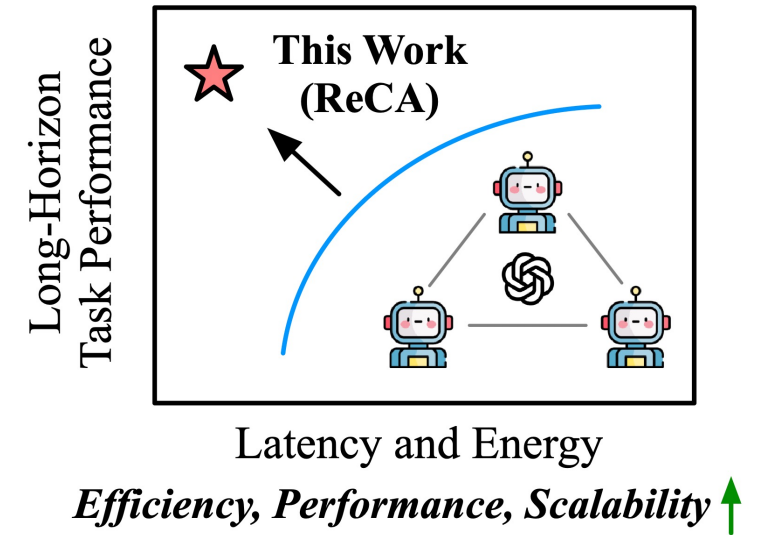 Long-Horizon
Task Performance
This Work
(ReCA)
Latency and Energy
Efficiency, Performance, Scalability